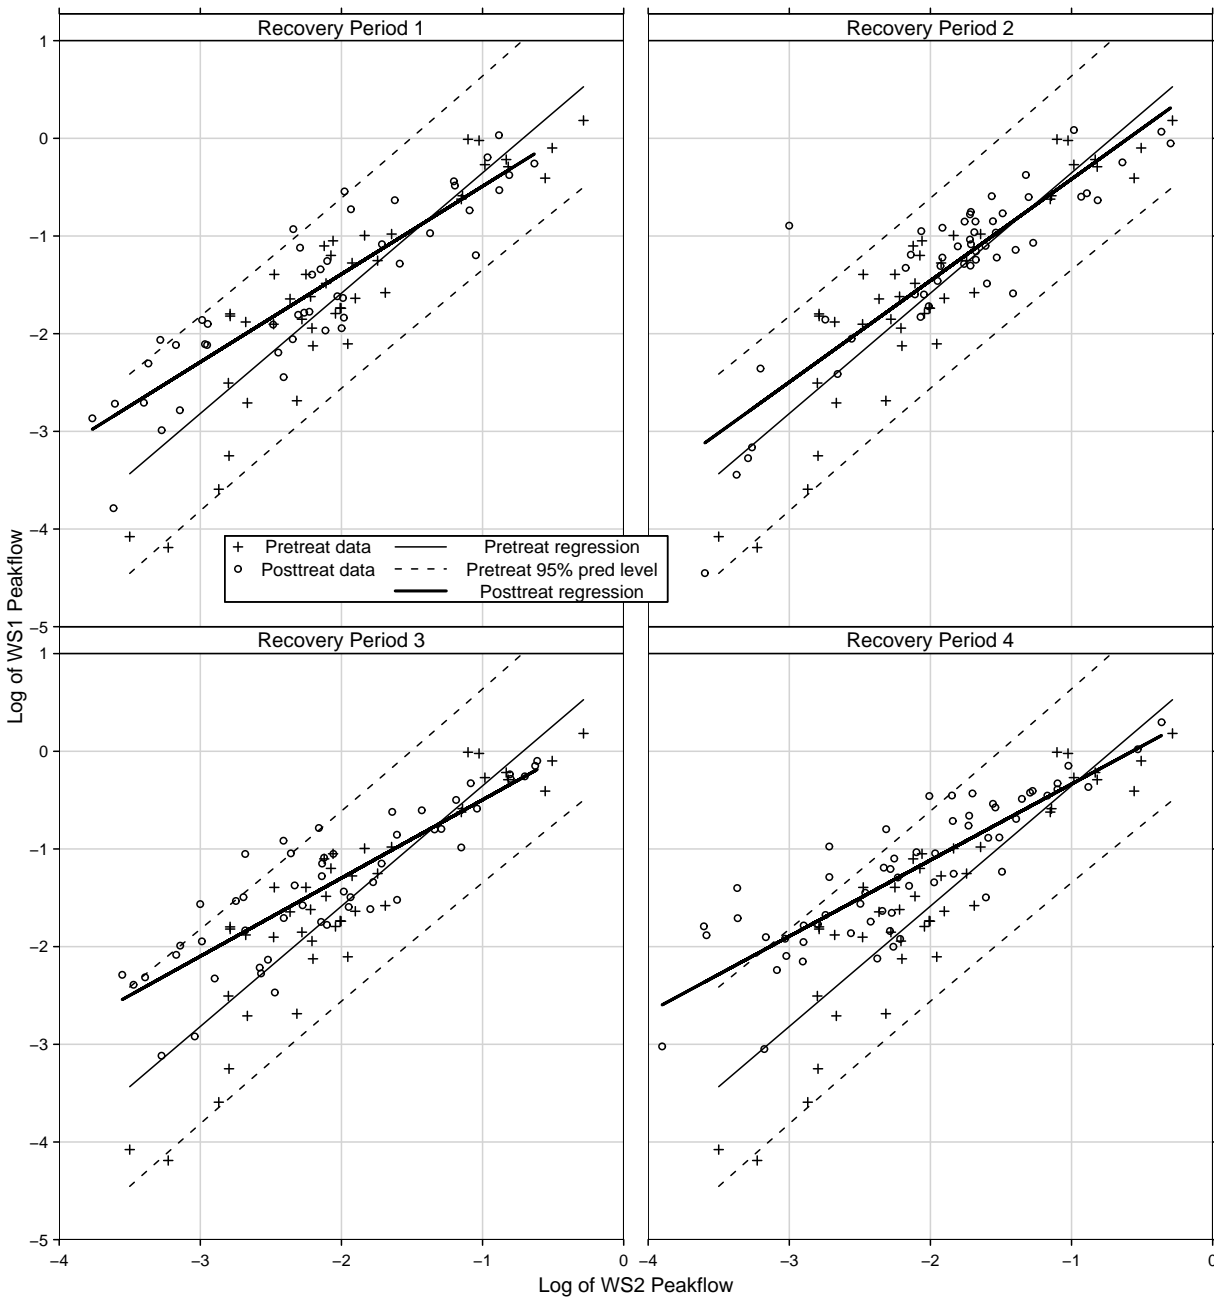 Recovery Period 1
Recovery Period 2
1
0
−1
−2
−3
−4
−5
Pretreat data
Pretreat regression
Posttreat data
Pretreat 95% pred level
Posttreat regression
Log of WS1 Peakflow
Recovery Period 3
Recovery Period 4
1
0
−1
−2
−3
−4
−5
−4 −3 −2 −1 0
−4 −3 −2 −1 0
Log of WS2 Peakflow